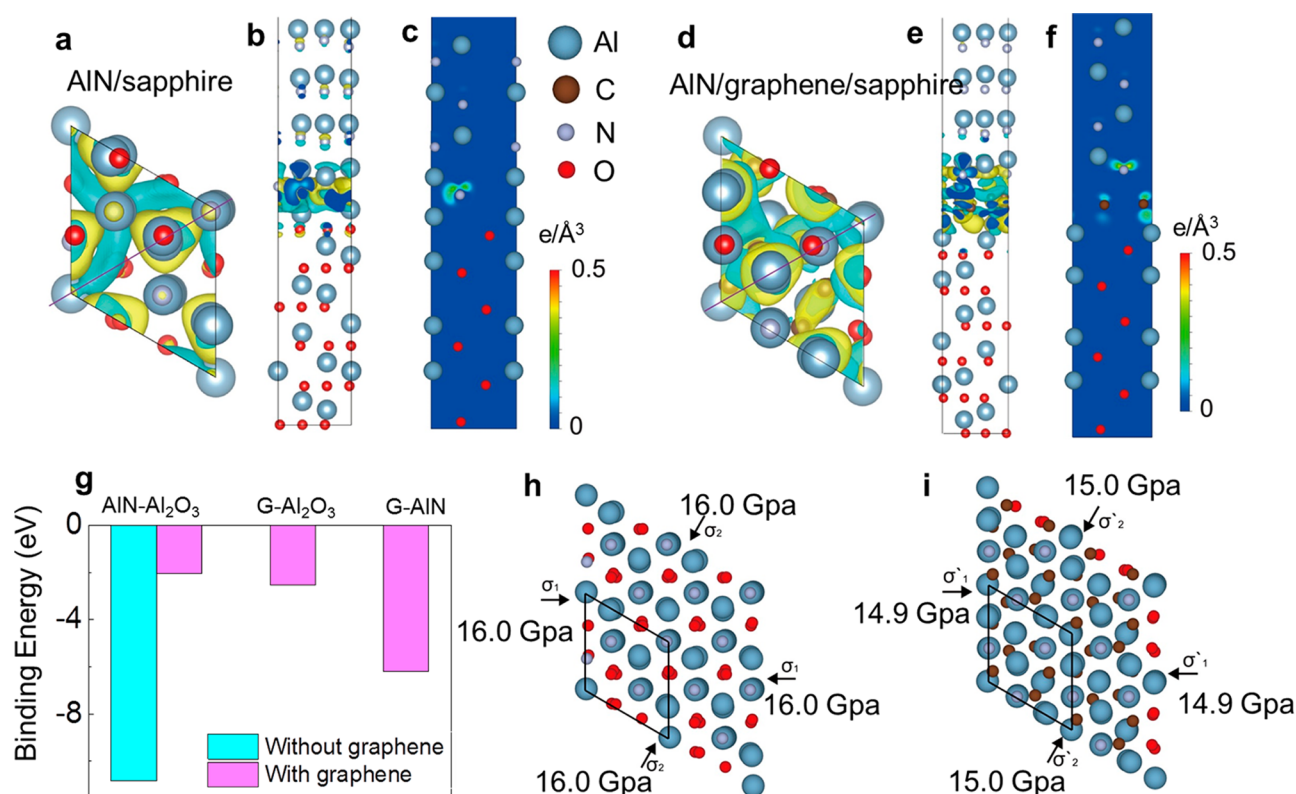 a
AlN/sapphire
b
c
Al
C
N
O
e/Å³
0.5
0
d
AlN/graphene/sapphire
e
f
e/Å³
0.5
0
g
AlN-Al₂O₃
G-Al₂O₃
G-AlN
Binding Energy (eV)
0
-4
-8
Without graphene
With graphene
h
16.0 Gpa
σ₂
σ₁
16.0 Gpa
σ₁
16.0 Gpa
σ₂
16.0 Gpa
i
15.0 Gpa
σ`₂
σ`₁
14.9 Gpa
σ`₁
14.9 Gpa
σ`₂
15.0 Gpa